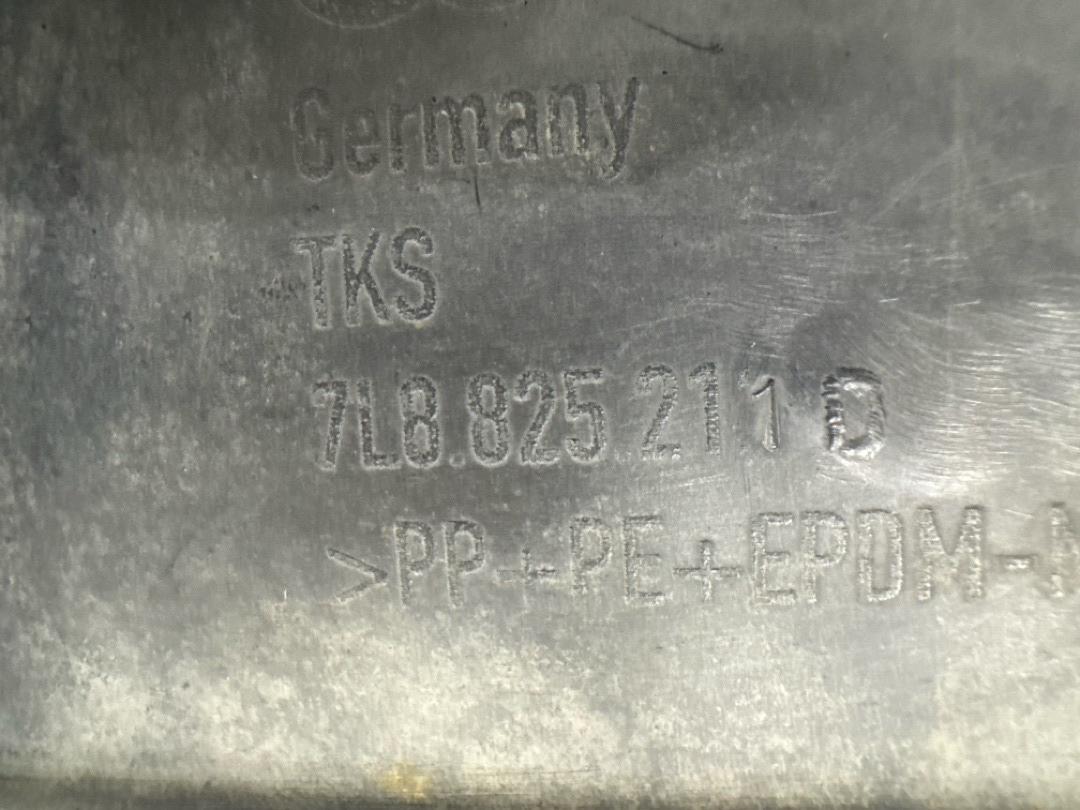 Germany
TKS
7L8.825.211 D
>PP+PE+EPDM-